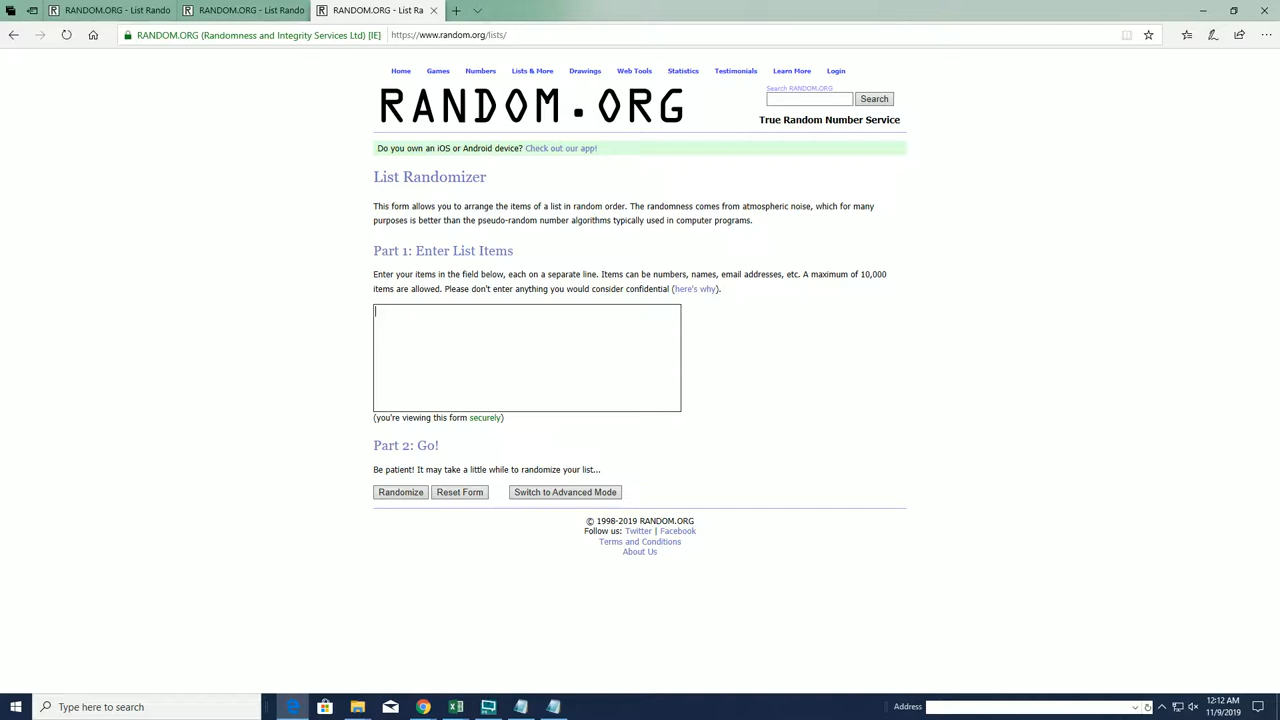 RANDOM.ORG - List Rando
RANDOM.ORG - List Rando
RANDOM.ORG - List Ra
RANDOM.ORG (Randomness and Integrity Services Ltd) [IE]
https://www.random.org/lists/
Home Games Numbers Lists & More Drawings Web Tools Statistics Testimonials Learn More Login
RANDOM.ORG
Search RANDOM.ORG
Search
True Random Number Service
Do you own an iOS or Android device? Check out our app!
List Randomizer
This form allows you to arrange the items of a list in random order. The randomness comes from atmospheric noise, which for many
purposes is better than the pseudo-random number algorithms typically used in computer programs.
Part 1: Enter List Items
Enter your items in the field below, each on a separate line. Items can be numbers, names, email addresses, etc. A maximum of 10,000
items are allowed. Please don't enter anything you would consider confidential (here's why).
(you're viewing this form securely)
Part 2: Go!
Be patient! It may take a little while to randomize your list...
Randomize Reset Form Switch to Advanced Mode
© 1998-2019 RANDOM.ORG
Follow us: Twitter | Facebook
Terms and Conditions
About Us
Type here to search
Address
12:12 AM
11/9/2019